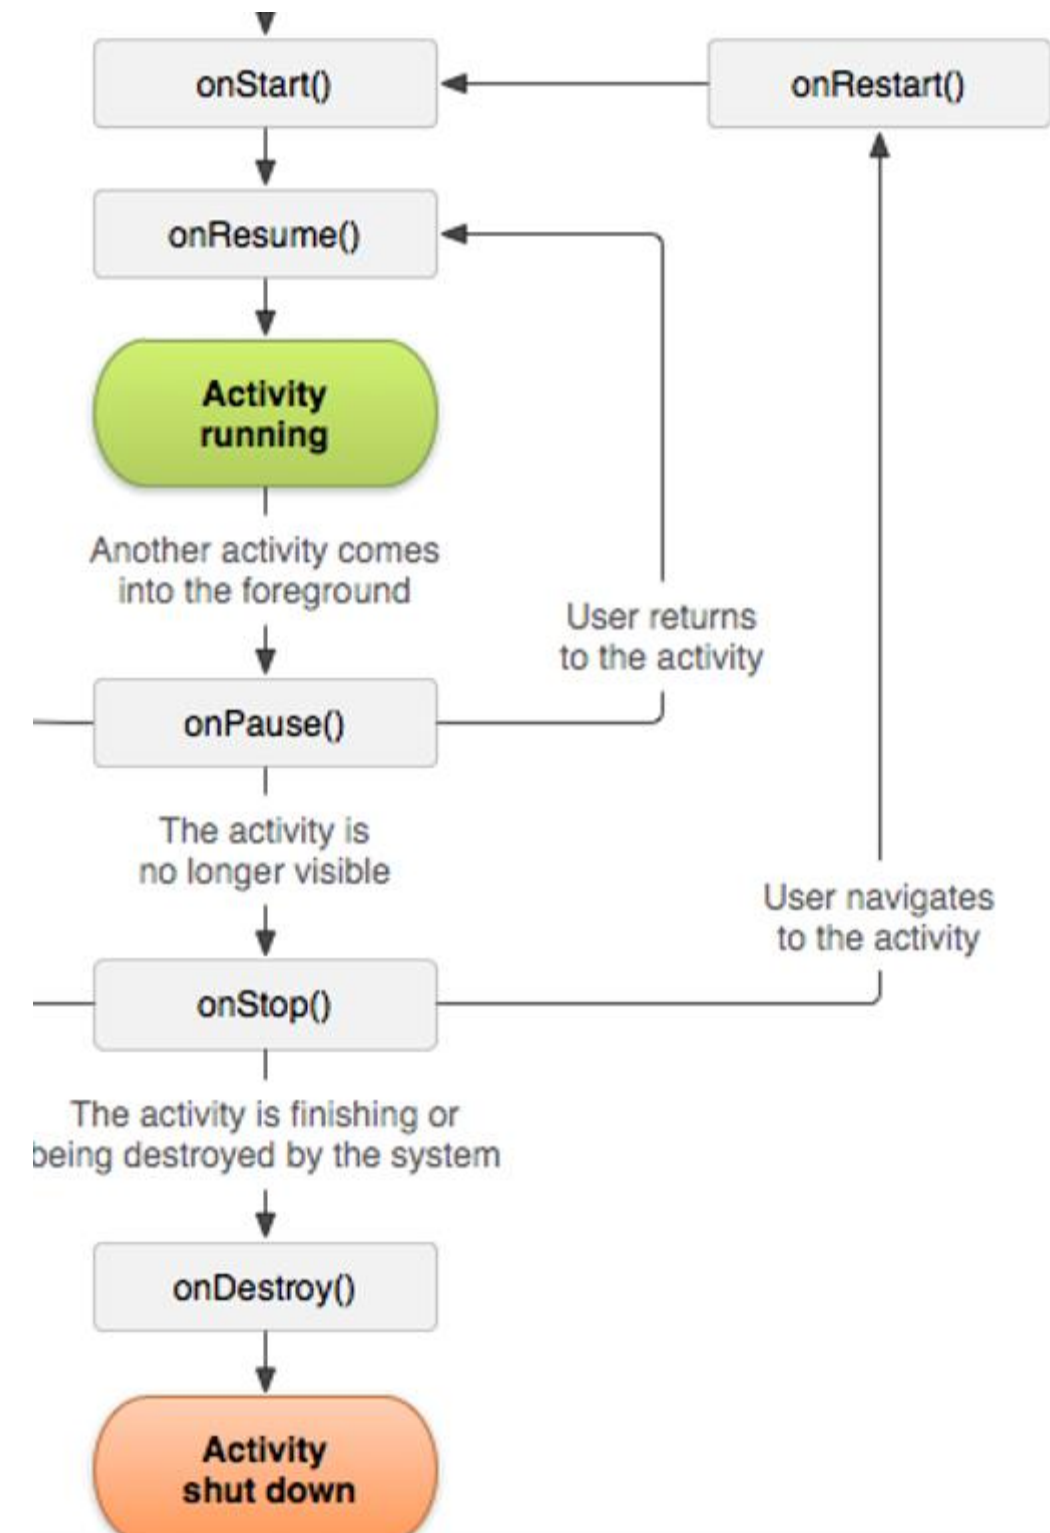 onStart()
onRestart()
onResume()
Activity
running
Another activity comes
into the foreground
User returns
to the activity
onPause()
The activity is
no longer visible
User navigates
to the activity
onStop()
The activity is finishing or
being destroyed by the system
onDestroy()
Activity
shut down